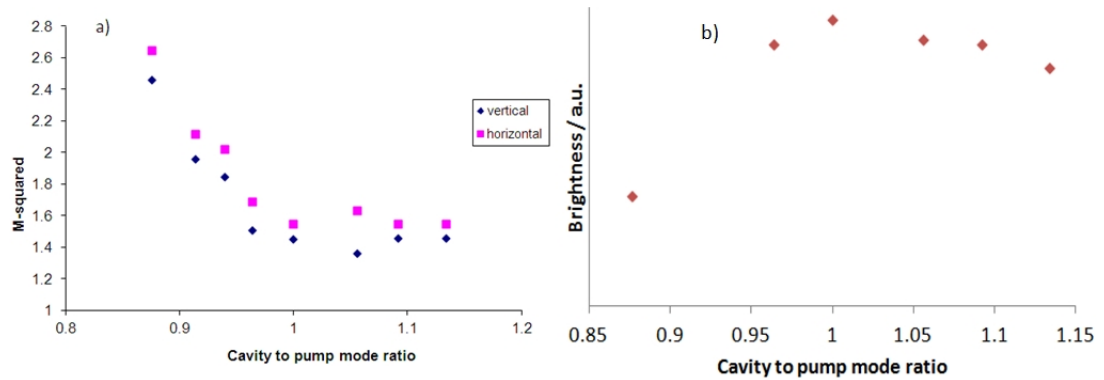 a)
2.8
2.6
2.4
2.2
2
1.8
1.6
1.4
1.2
1
M-squared
0.8 0.9 1 1.1 1.2
Cavity to pump mode ratio
vertical
horizontal
b)
Brightness / a.u.
0.85 0.9 0.95 1 1.05 1.1 1.15
Cavity to pump mode ratio